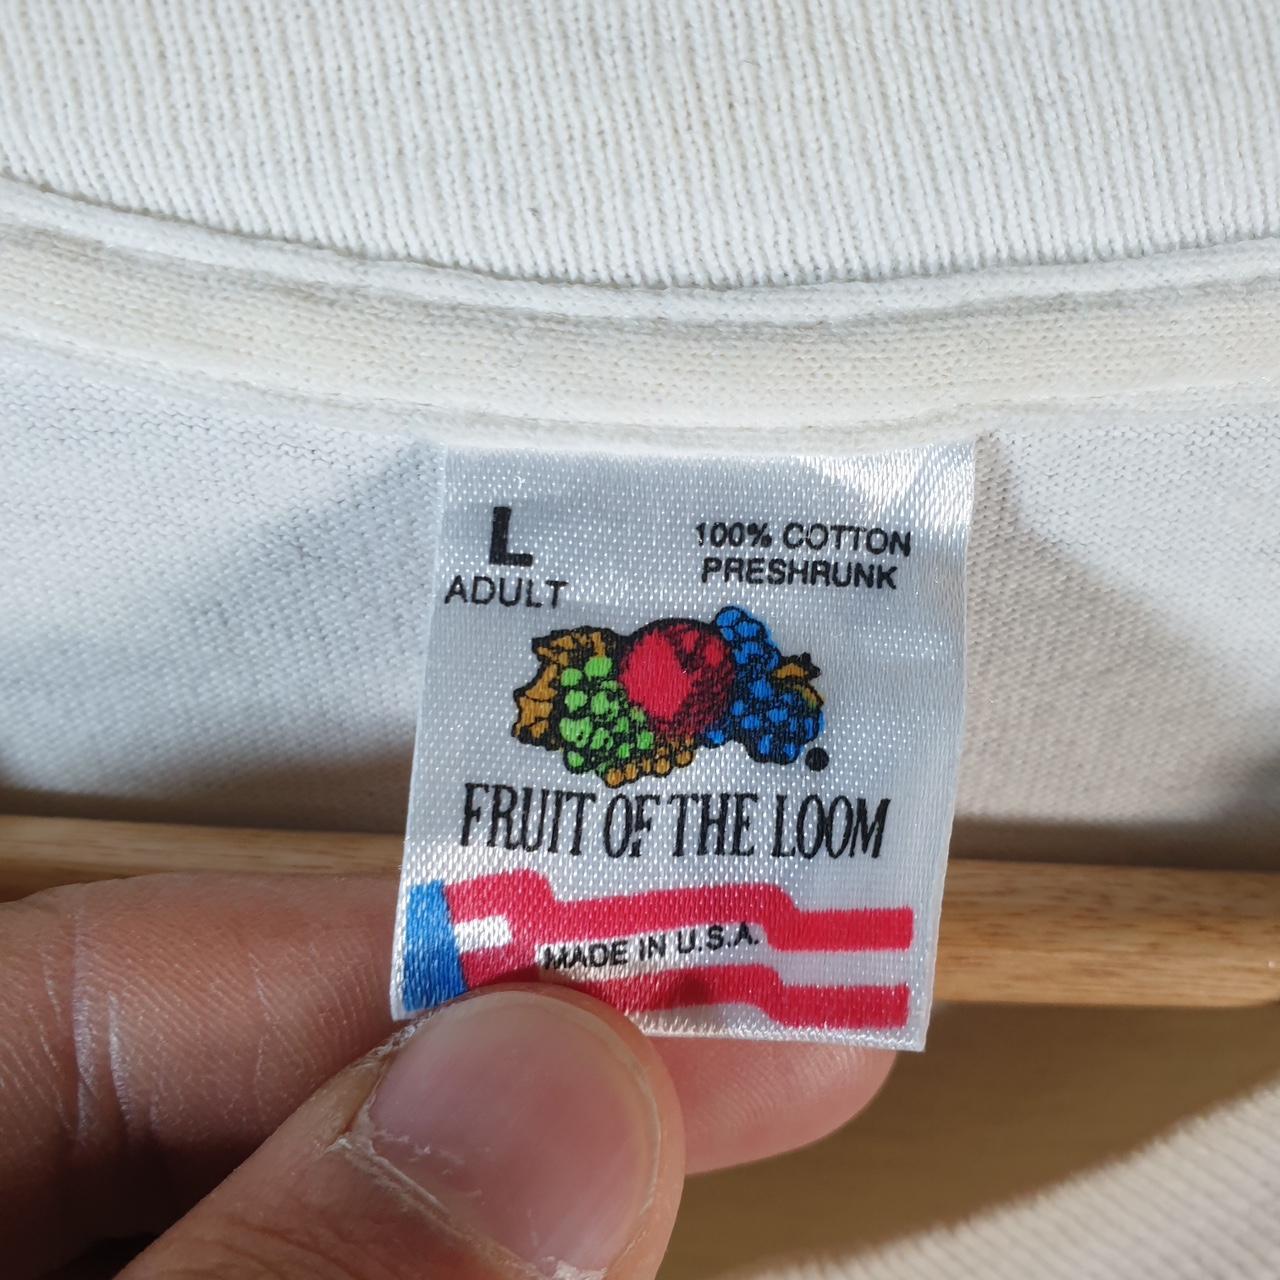 L
ADULT
100% COTTON
PRESHRUNK
FRUIT OF THE LOOM
MADE IN U.S.A.